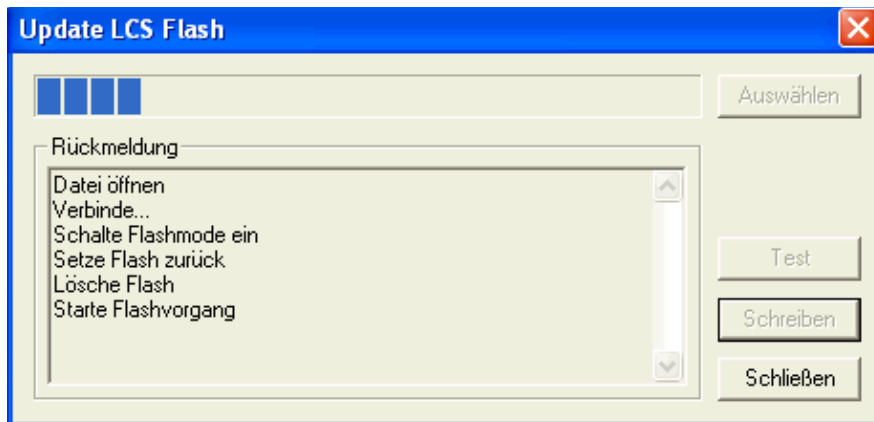 Update LCS Flash
Auswählen
Rückmeldung
Datei öffnen
Verbinde...
Schalte Flashmode ein
Setze Flash zurück
Lösche Flash
Starte Flashvorgang
Test
Schreiben
Schließen